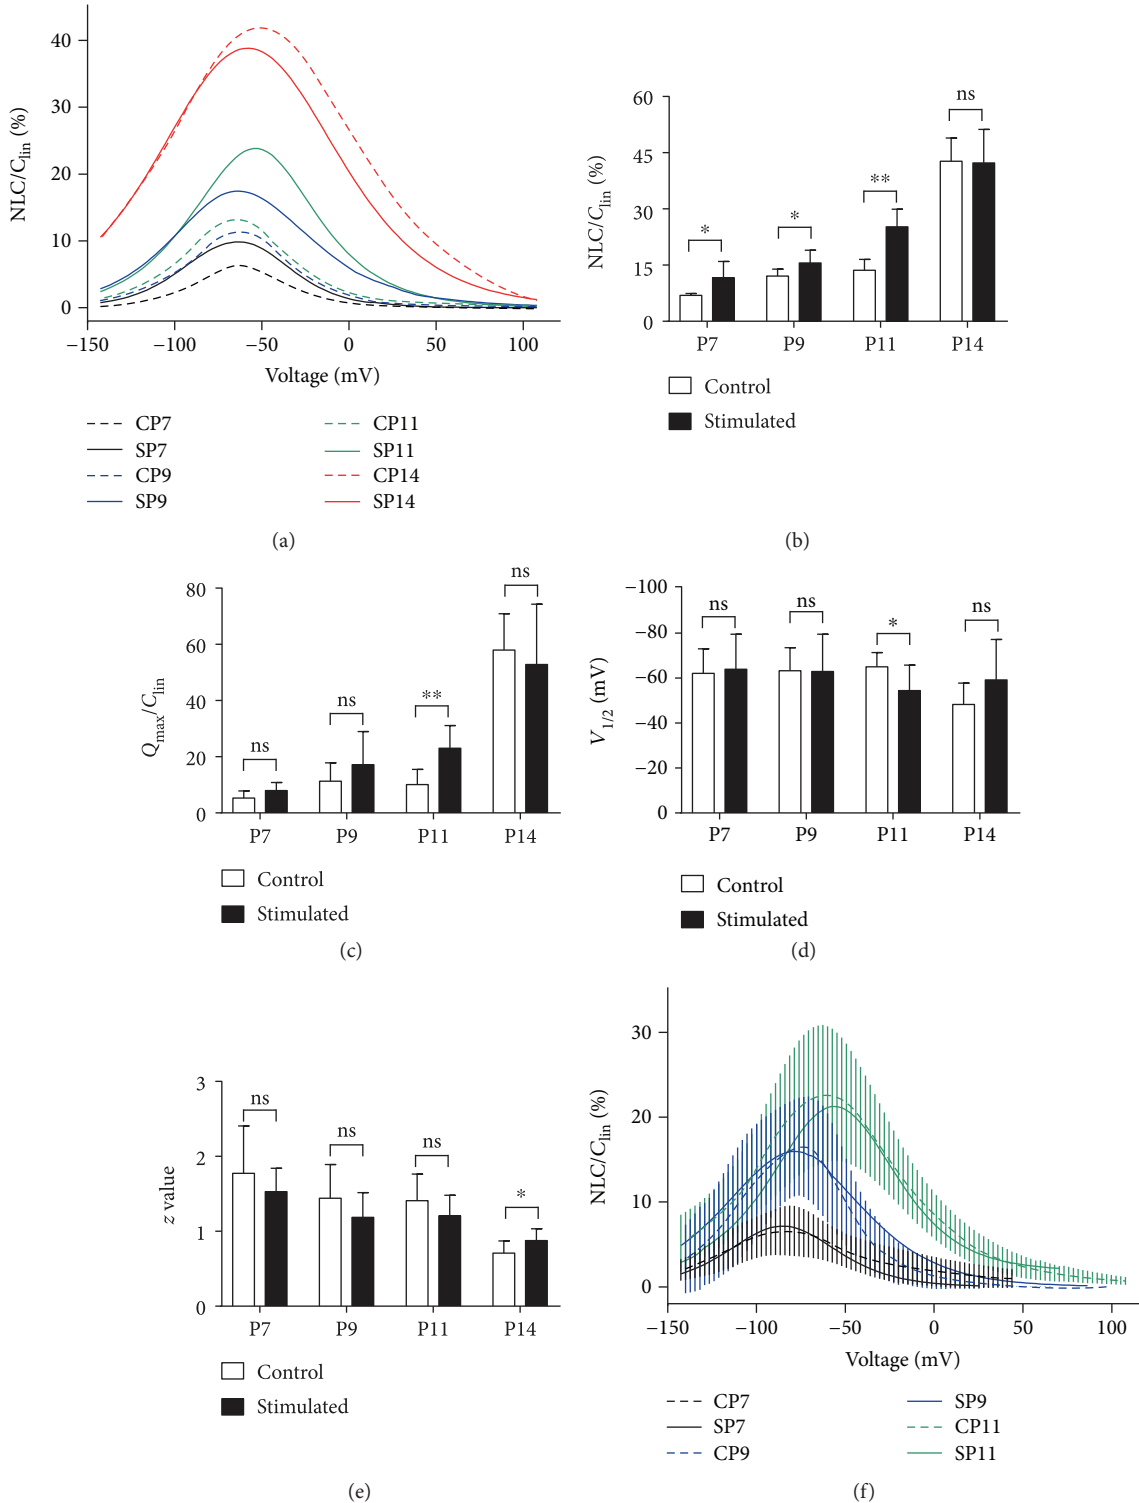 NLC/Clin (%)
40
30
20
10
0
−150 −100 −50 0 50 100
Voltage (mV)
CP7 CP11
SP7 SP11
CP9 CP14
SP9 SP14
(a)
NLC/Clin (%)
60
45
30
15
0
* * ** ns
P7 P9 P11 P14
Control
Stimulated
(b)
Qmax/Clin
80
60
40
20
0
ns ns ** ns
P7 P9 P11 P14
Control
Stimulated
(c)
V1/2 (mV)
−100
−80
−60
−40
−20
0
ns ns * ns
P7 P9 P11 P14
Control
Stimulated
(d)
z value
3
2
1
0
ns ns ns *
P7 P9 P11 P14
Control
Stimulated
(e)
NLC/Clin (%)
30
20
10
0
−150 −100 −50 0 50 100
Voltage (mV)
CP7 SP9
SP7 CP11
CP9 SP11
(f)